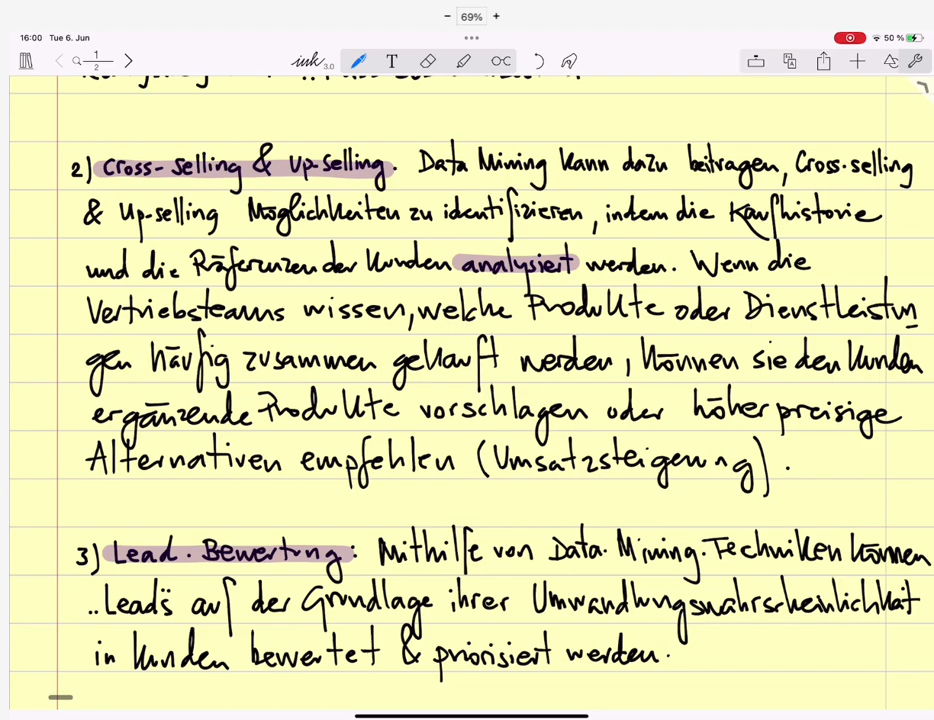 − 69% +
16:00 Tue 6. Jun
50 %
1
2
ink 3.0
T
2) Cross-Selling & Up-Selling. Data Mining kann dazu beitragen, Cross-selling
& Up-selling Möglichkeiten zu identifizieren, indem die Kaufhistorie
und die Präferenzen der Kunden analysiert werden. Wenn die
Vertriebsteams wissen, welche Produkte oder Dienstleistun
gen häufig zusammen gekauft werden, können sie den Kunden
ergänzende Produkte vorschlagen oder höherpreisige
Alternativen empfehlen (Umsatzsteigerung).
3) Lead-Bewertung: Mithilfe von Data-Mining-Techniken können
„Leads" auf der Grundlage ihrer Umwandlungswahrscheinlichkeit
in Kunden bewertet & priorisiert werden.